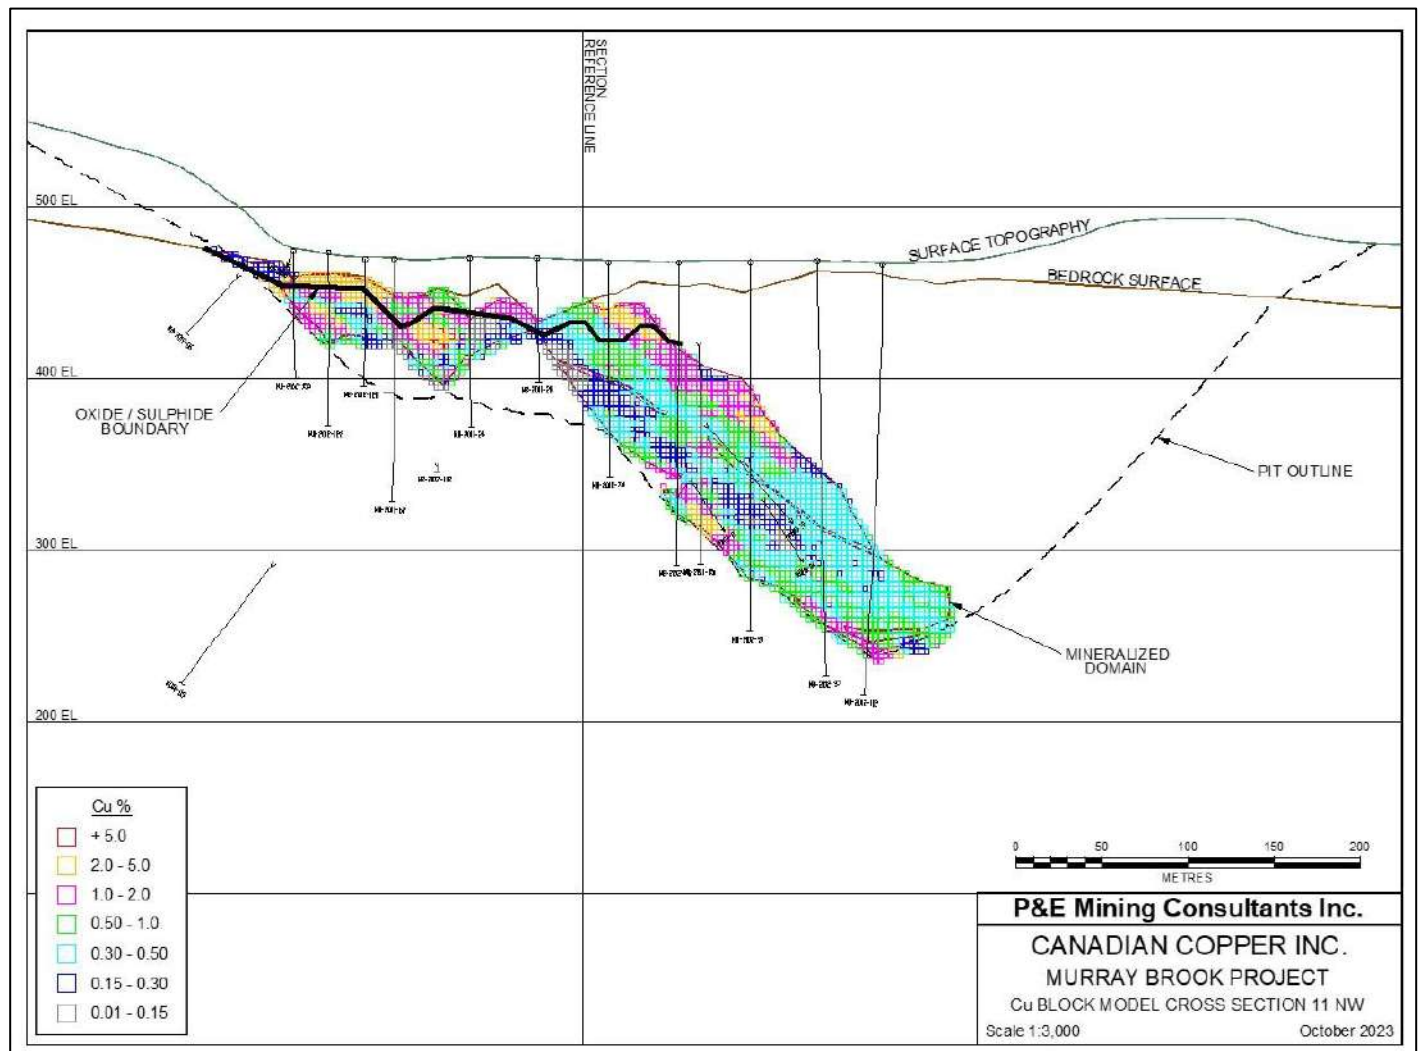 SECTION
REFERENCE LINE
500 EL
SURFACE TOPOGRAPHY
BEDROCK SURFACE
400 EL
OXIDE / SULPHIDE
BOUNDARY
PIT OUTLINE
300 EL
MINERALIZED
DOMAIN
200 EL
Cu %
+ 5.0
2.0 - 5.0
1.0 - 2.0
0.50 - 1.0
0.30 - 0.50
0.15 - 0.30
0.01 - 0.15
0 50 100 150 200
METRES
P&E Mining Consultants Inc.
CANADIAN COPPER INC.
MURRAY BROOK PROJECT
Cu BLOCK MODEL CROSS SECTION 11 NW
Scale 1:3,000 October 2023